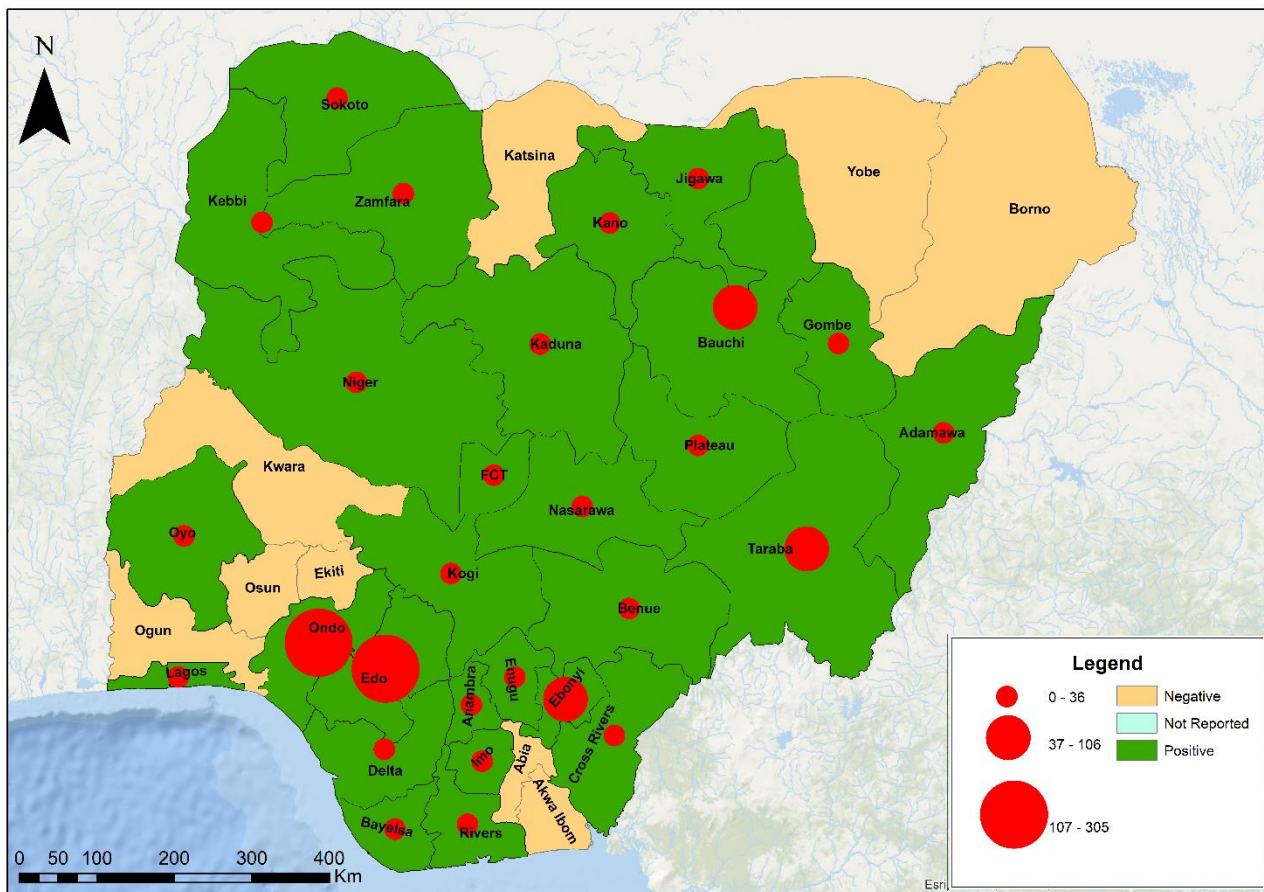 N
Sokoto
Katsina
Jigawa
Yobe
Kebbi
Zamfara
Kano
Borno
Kaduna
Bauchi
Gombe
Niger
Adamawa
Plateau
Kwara
FCT
Nasarawa
Oyo
Taraba
Kogi
Ekiti
Osun
Benue
Ogun
Ondo
Edo
Lagos
Anambra
Enugu
Ebonyi
Cross Rivers
Delta
Imo
Abia
Akwa Ibom
Bayelsa
Rivers
Legend
0 - 36
37 - 106
107 - 305
Negative
Not Reported
Positive
0 50 100 200 300 400
Km
Esri